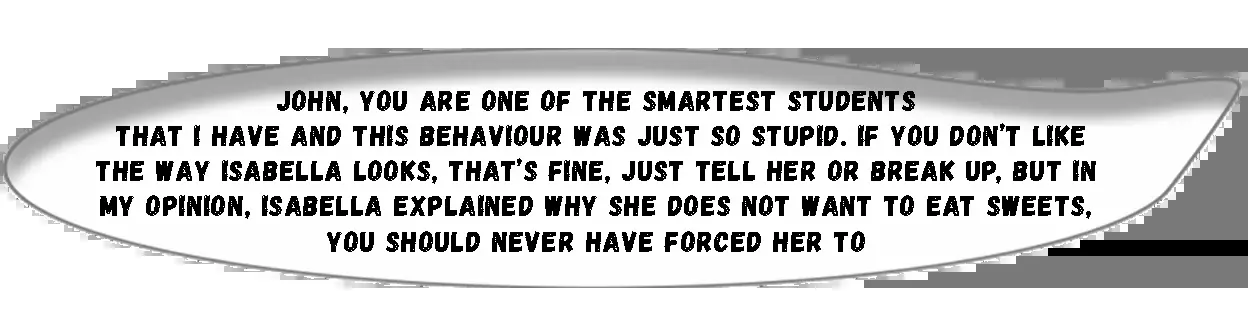 JOHN, YOU ARE ONE OF THE SMARTEST STUDENTS
THAT I HAVE AND THIS BEHAVIOUR WAS JUST SO STUPID. IF YOU DON'T LIKE
THE WAY ISABELLA LOOKS, THAT'S FINE, JUST TELL HER OR BREAK UP, BUT IN
MY OPINION, ISABELLA EXPLAINED WHY SHE DOES NOT WANT TO EAT SWEETS,
YOU SHOULD NEVER HAVE FORCED HER TO